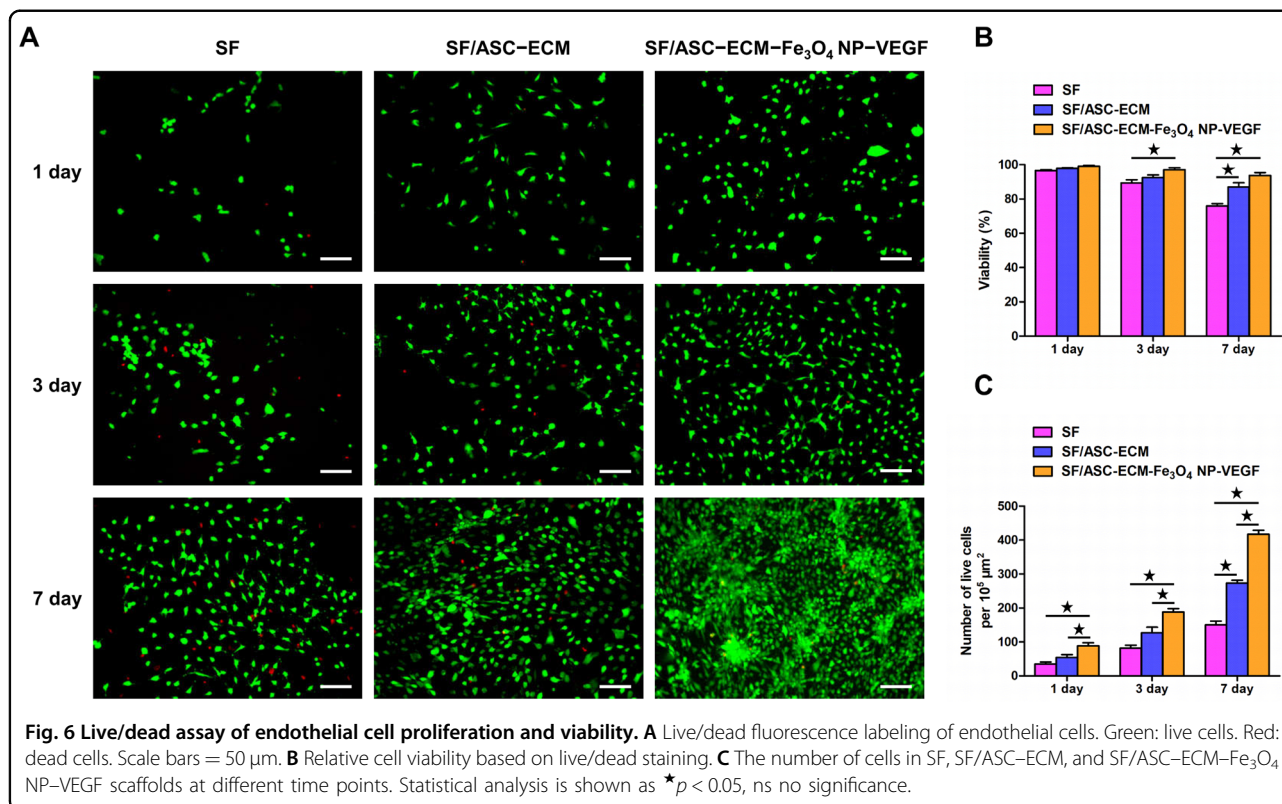 A
SF
SF/ASC–ECM
SF/ASC–ECM–Fe₃O₄ NP–VEGF
1 day
3 day
7 day
B
SF
SF/ASC-ECM
SF/ASC-ECM-Fe₃O₄ NP-VEGF
Viability (%)
100
80
60
40
20
0
★
★
★
1 day
3 day
7 day
C
SF
SF/ASC-ECM
SF/ASC-ECM-Fe₃O₄ NP-VEGF
Number of live cells
per 10⁵ µm²
500
400
300
200
100
0
★
★
★
★
★
★
★
1 day
3 day
7 day
Fig. 6 Live/dead assay of endothelial cell proliferation and viability. A Live/dead fluorescence labeling of endothelial cells. Green: live cells. Red:
dead cells. Scale bars = 50 µm. B Relative cell viability based on live/dead staining. C The number of cells in SF, SF/ASC–ECM, and SF/ASC–ECM–Fe₃O₄
NP–VEGF scaffolds at different time points. Statistical analysis is shown as ★p < 0.05, ns no significance.